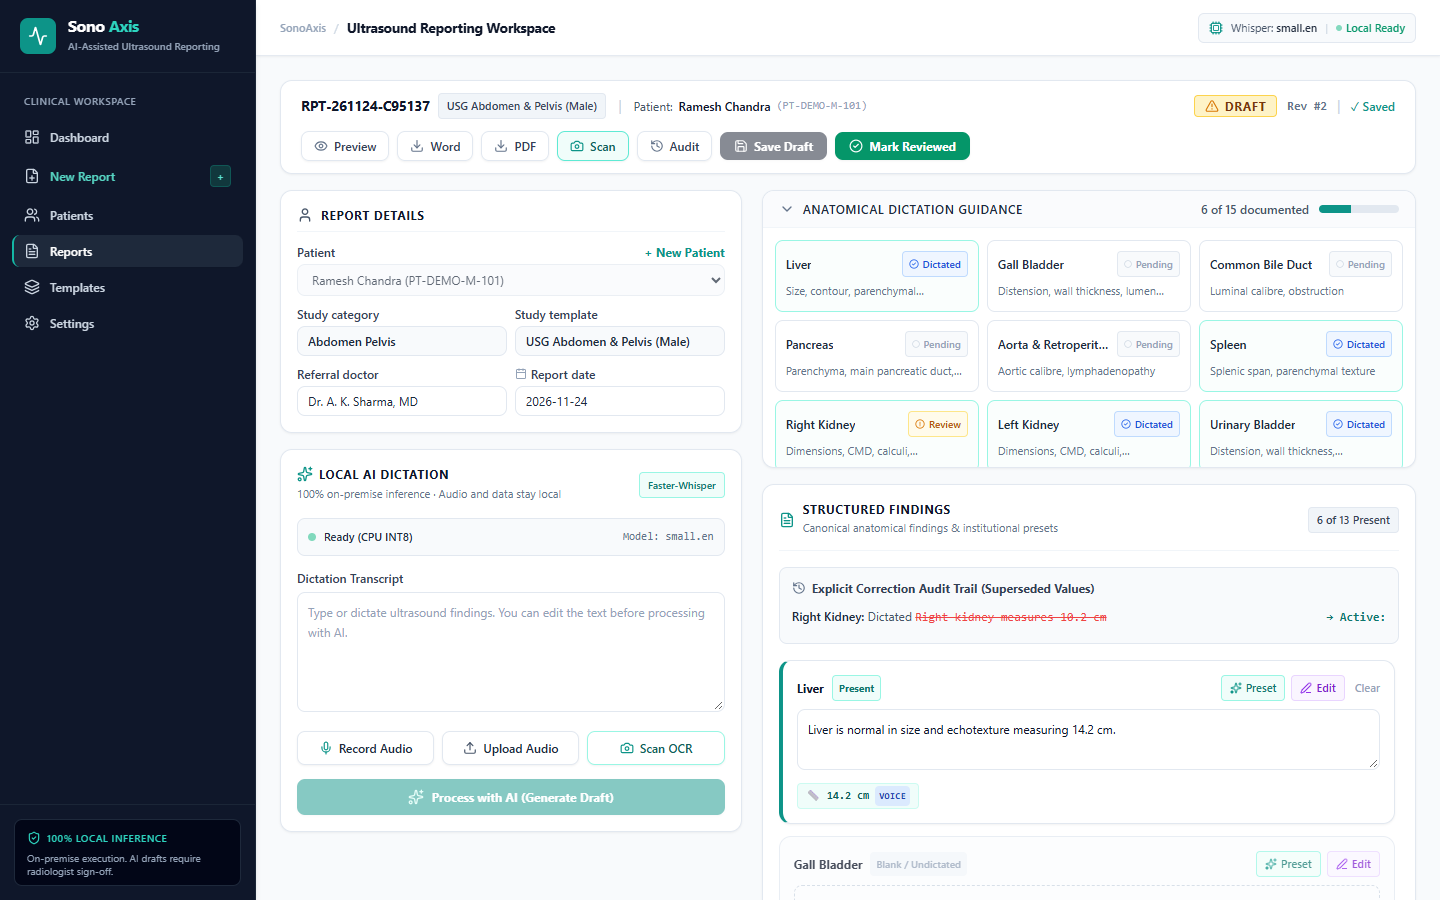 Sono Axis
AI-Assisted Ultrasound Reporting
CLINICAL WORKSPACE
Dashboard
New Report +
Patients
Reports
Templates
Settings
100% LOCAL INFERENCE
On-premise execution. AI drafts require
radiologist sign-off.
SonoAxis / Ultrasound Reporting Workspace
Whisper: small.en | Local Ready
RPT-261124-C95137 USG Abdomen & Pelvis (Male) | Patient: Ramesh Chandra (PT-DEMO-M-101)
DRAFT Rev #2 | ✓ Saved
Preview Word PDF Scan Audit Save Draft Mark Reviewed
REPORT DETAILS
Patient + New Patient
Ramesh Chandra (PT-DEMO-M-101)
Study category Study template
Abdomen Pelvis USG Abdomen & Pelvis (Male)
Referral doctor Report date
Dr. A. K. Sharma, MD 2026-11-24
LOCAL AI DICTATION
100% on-premise inference · Audio and data stay local
Faster-Whisper
Ready (CPU INT8) Model: small.en
Dictation Transcript
Type or dictate ultrasound findings. You can edit the text before processing
with AI.
Record Audio Upload Audio Scan OCR
Process with AI (Generate Draft)
ANATOMICAL DICTATION GUIDANCE 6 of 15 documented
Liver Dictated
Size, contour, parenchymal...
Gall Bladder Pending
Distension, wall thickness, lumen...
Common Bile Duct Pending
Luminal calibre, obstruction
Pancreas Pending
Parenchyma, main pancreatic duct,...
Aorta & Retroperit... Pending
Aortic calibre, lymphadenopathy
Spleen Dictated
Splenic span, parenchymal texture
Right Kidney Review
Dimensions, CMD, calculi,...
Left Kidney Dictated
Dimensions, CMD, calculi,...
Urinary Bladder Dictated
Distension, wall thickness,...
STRUCTURED FINDINGS
Canonical anatomical findings & institutional presets
6 of 13 Present
Explicit Correction Audit Trail (Superseded Values)
Right Kidney: Dictated Right kidney measures 10.2 cm → Active:
Liver Present Preset Edit Clear
Liver is normal in size and echotexture measuring 14.2 cm.
14.2 cm VOICE
Gall Bladder Blank / Undictated Preset Edit